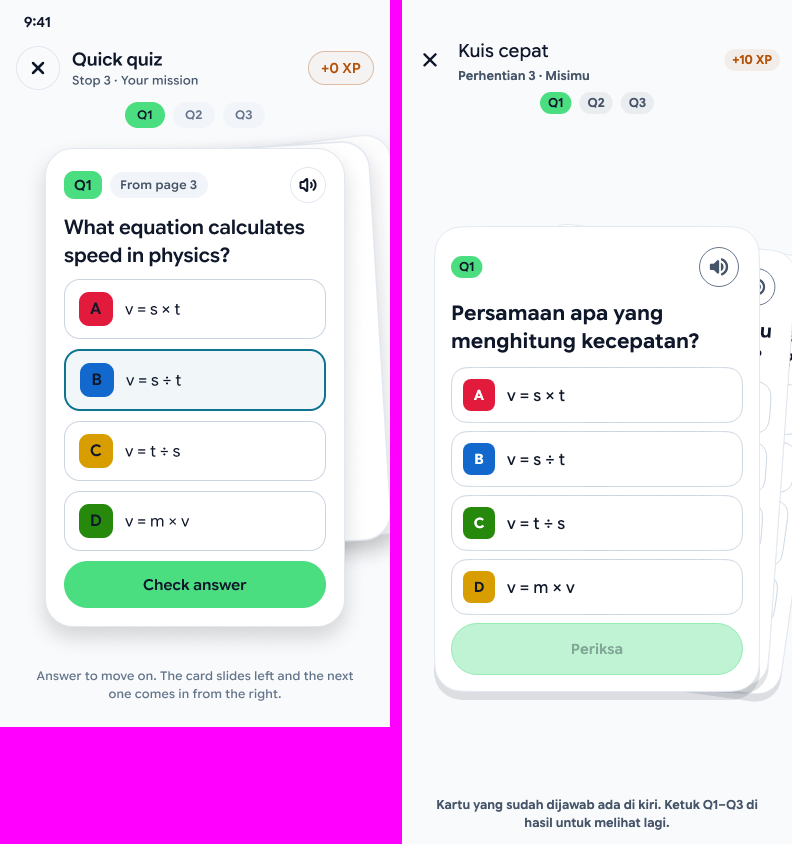 9:41
Quick quiz
Stop 3 · Your mission
+0 XP
Q1 Q2 Q3
Q1 From page 3
What equation calculates
speed in physics?
A v = s × t
B v = s ÷ t
C v = t ÷ s
D v = m × v
Check answer
Answer to move on. The card slides left and the next
one comes in from the right.
Kuis cepat
Perhentian 3 · Misimu
+10 XP
Q1 Q2 Q3
Q1
Persamaan apa yang
menghitung kecepatan?
A v = s × t
B v = s ÷ t
C v = t ÷ s
D v = m × v
Periksa
Kartu yang sudah dijawab ada di kiri. Ketuk Q1–Q3 di
hasil untuk melihat lagi.